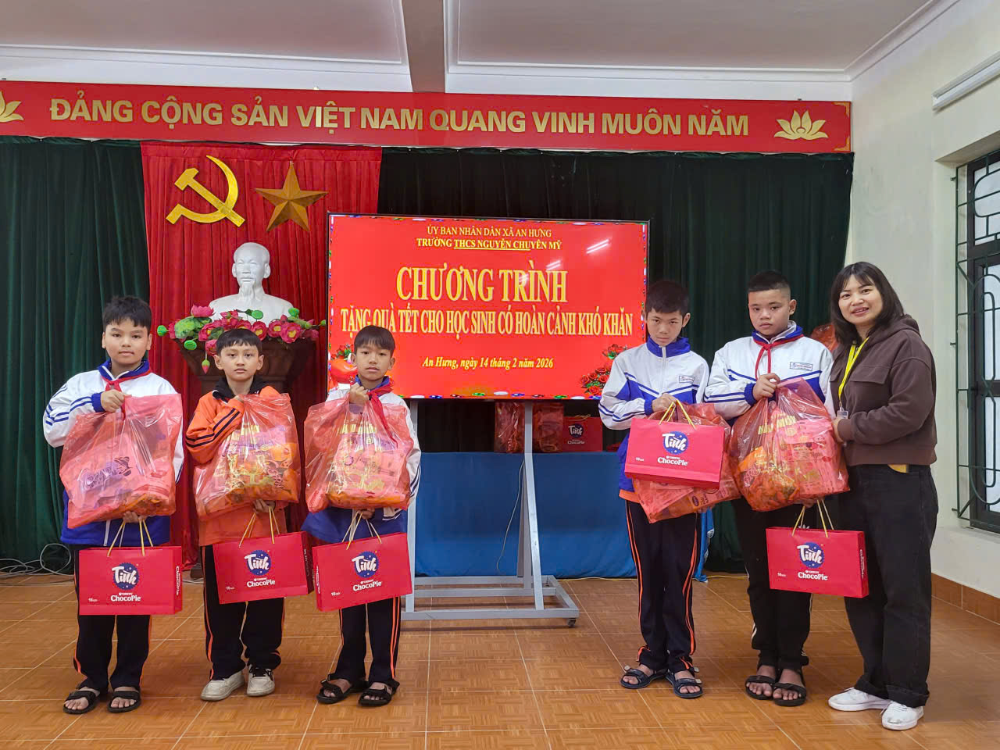 ĐẢNG CỘNG SẢN VIỆT NAM QUANG VINH MUÔN NĂM
ỦY BAN NHÂN DÂN XÃ AN HƯNG
TRƯỜNG THCS NGUYỄN CHUYÊN MỸ
CHƯƠNG TRÌNH
TẶNG QUÀ TẾT CHO HỌC SINH CÓ HOÀN CẢNH KHÓ KHĂN
An Hưng, ngày 14 tháng 2 năm 2026
Tình
ChocoPie
Tình
ChocoPie
Tình
ChocoPie
Tình
ChocoPie
Tình
ChocoPie